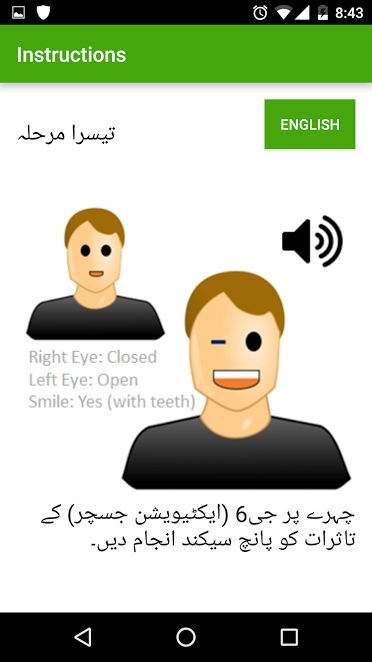 8:43
Instructions
تیسرا مرحلہ
ENGLISH
Right Eye: Closed
Left Eye: Open
Smile: Yes (with teeth)
چہرے پر جی6 (ایکٹیویشن جسچر) کے
تاثرات کو پانچ سیکند انجام دیں۔